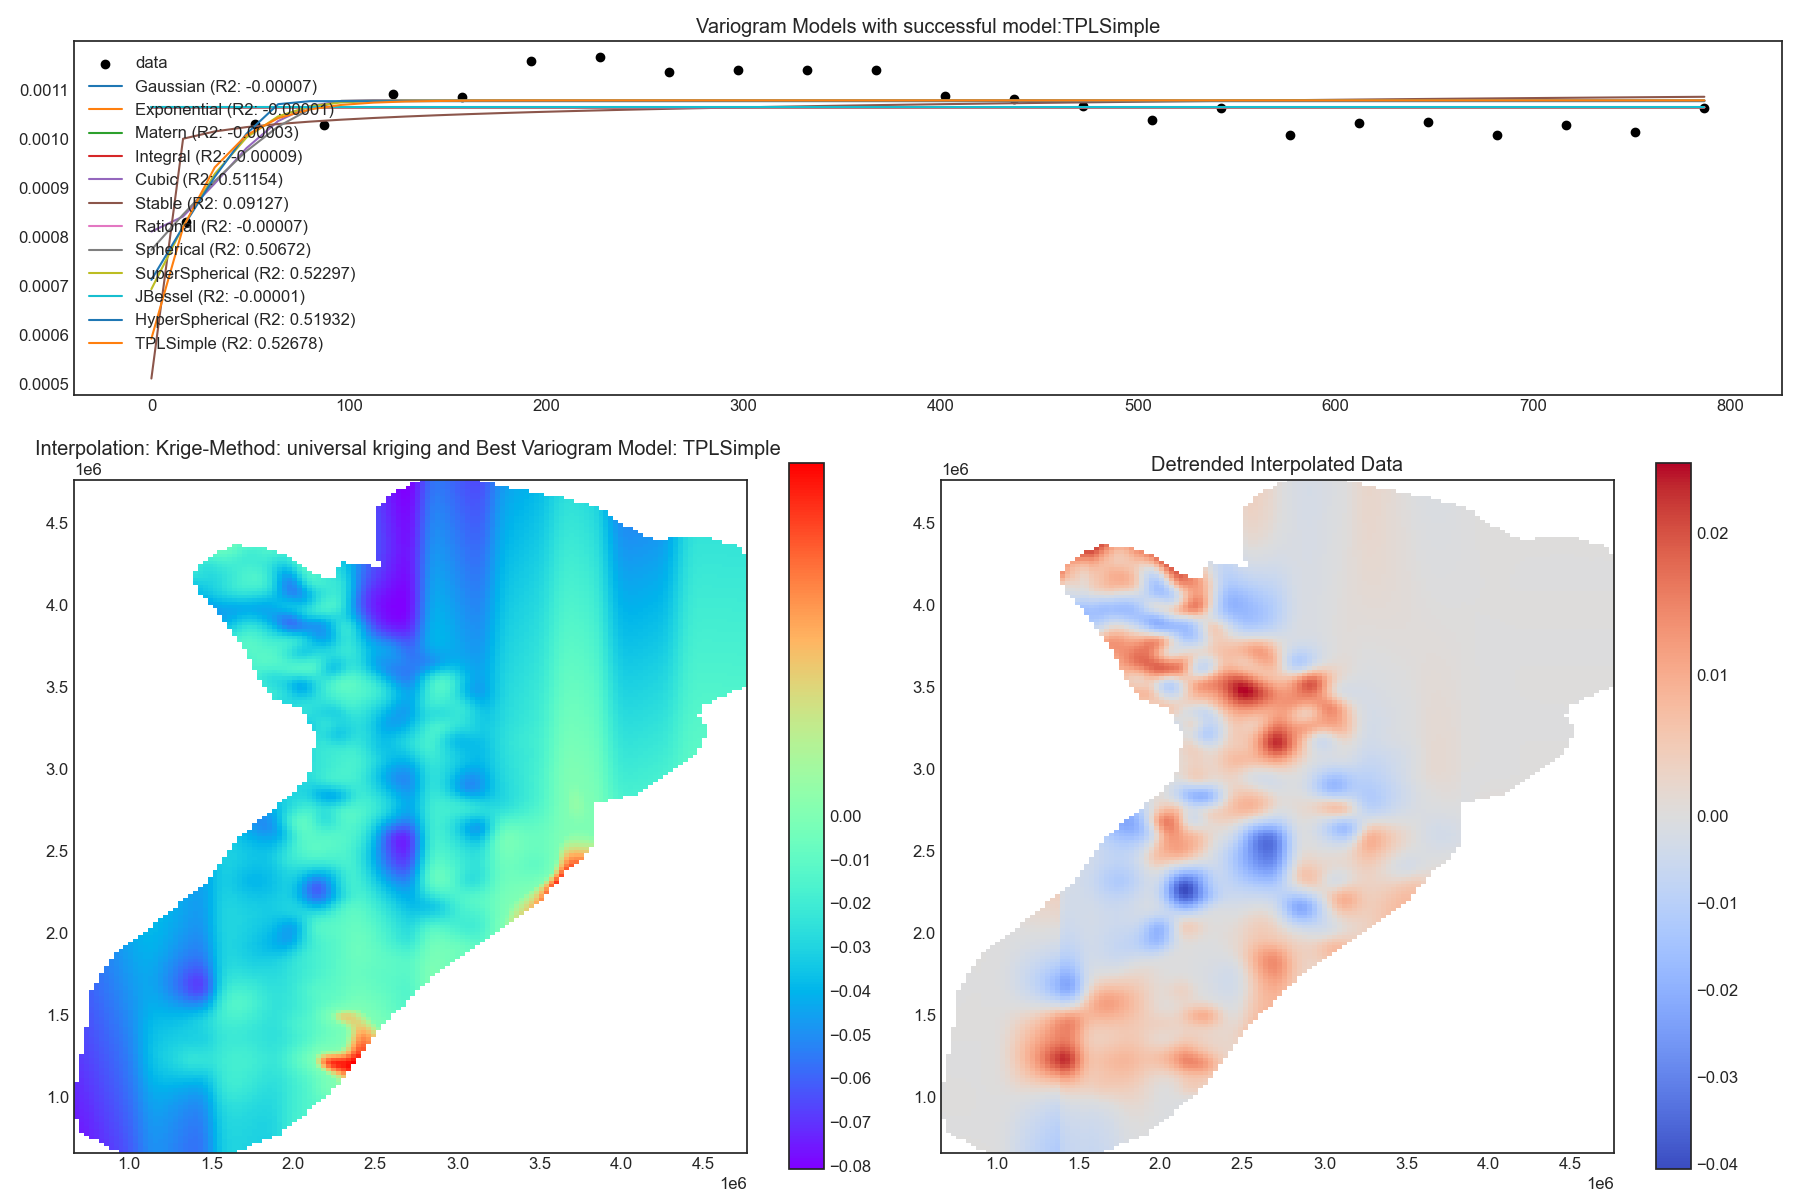 Variogram Models with successful model:TPLSimple
data
Gaussian (R2: -0.00007)
Exponential (R2: -0.00001)
Matern (R2: -0.00003)
Integral (R2: -0.00009)
Cubic (R2: 0.51154)
Stable (R2: 0.09127)
Rational (R2: -0.00007)
Spherical (R2: 0.50672)
SuperSpherical (R2: 0.52297)
JBessel (R2: -0.00001)
HyperSpherical (R2: 0.51932)
TPLSimple (R2: 0.52678)
0.0011
0.0010
0.0009
0.0008
0.0007
0.0006
0.0005
0 100 200 300 400 500 600 700 800
Interpolation: Krige-Method: universal kriging and Best Variogram Model: TPLSimple
1e6
4.5
4.0
3.5
3.0
2.5
2.0
1.5
1.0
1.0 1.5 2.0 2.5 3.0 3.5 4.0 4.5
1e6
0.00
−0.01
−0.02
−0.03
−0.04
−0.05
−0.06
−0.07
−0.08
Detrended Interpolated Data
1e6
4.5
4.0
3.5
3.0
2.5
2.0
1.5
1.0
1.0 1.5 2.0 2.5 3.0 3.5 4.0 4.5
1e6
0.02
0.01
0.00
−0.01
−0.02
−0.03
−0.04